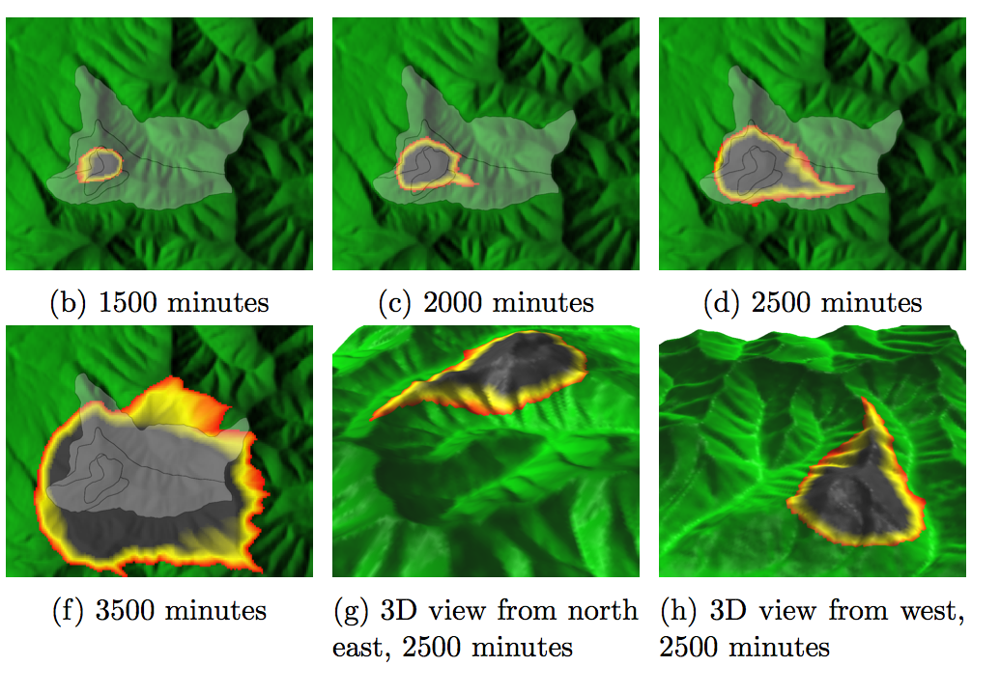 (b) 1500 minutes
(c) 2000 minutes
(d) 2500 minutes
(f) 3500 minutes
(g) 3D view from north
east, 2500 minutes
(h) 3D view from west,
2500 minutes